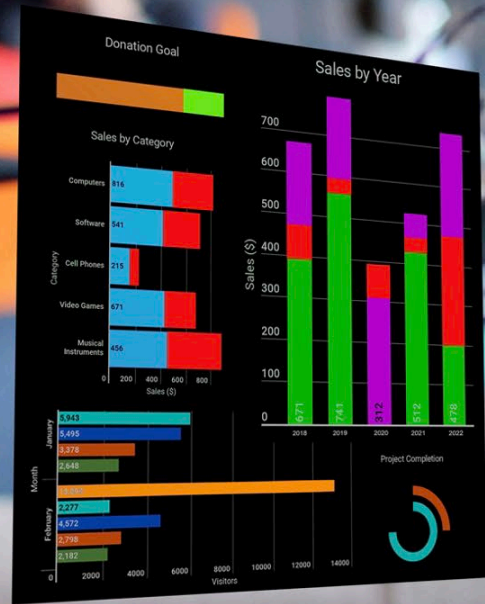 Donation Goal
Sales by Year
Sales by Category
Category
Computers
816
Software
541
Cell Phones
215
Video Games
671
Musical
Instruments
456
0 200 400 600 800
Sales ($)
Sales ($)
700
600
500
400
300
200
100
0
671 741 312 512 478
2018 2019 2020 2021 2022
Month
January
5,943
5,495
3,378
2,648
February
2,277
4,572
2,798
2,182
0 2000 4000 6000 8000 10000 12000 14000
Visitors
Project Completion